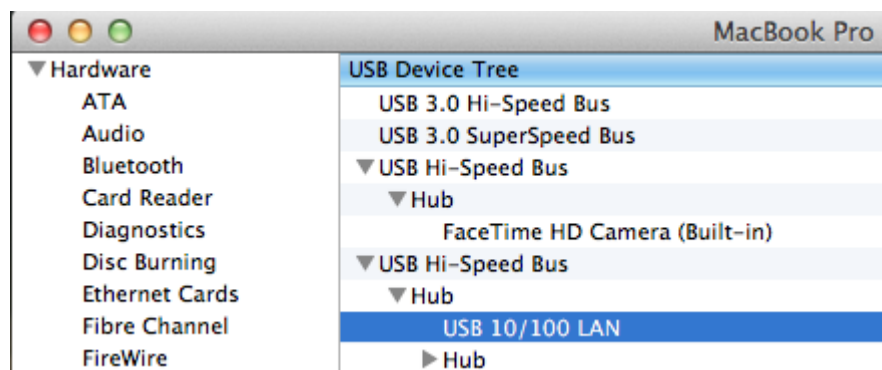 MacBook Pro
Hardware
ATA
Audio
Bluetooth
Card Reader
Diagnostics
Disc Burning
Ethernet Cards
Fibre Channel
FireWire
USB Device Tree
USB 3.0 Hi-Speed Bus
USB 3.0 SuperSpeed Bus
USB Hi-Speed Bus
Hub
FaceTime HD Camera (Built-in)
USB Hi-Speed Bus
Hub
USB 10/100 LAN
Hub